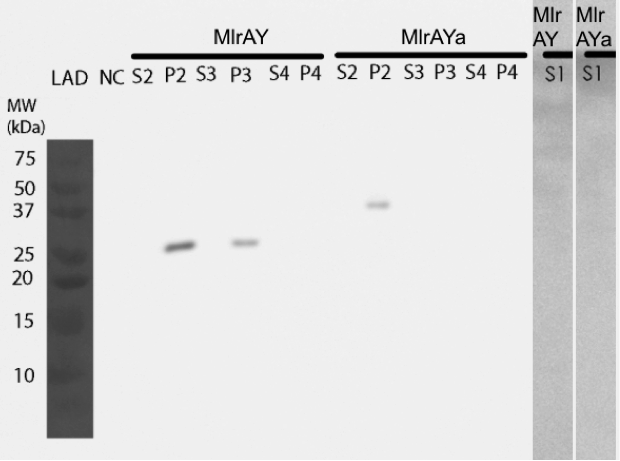 MlrAY MlrAYa Mlr AY Mlr AYa
LAD NC S2 P2 S3 P3 S4 P4 S2 P2 S3 P3 S4 P4 S1 S1
MW
(kDa)
75
50
37
25
20
15
10